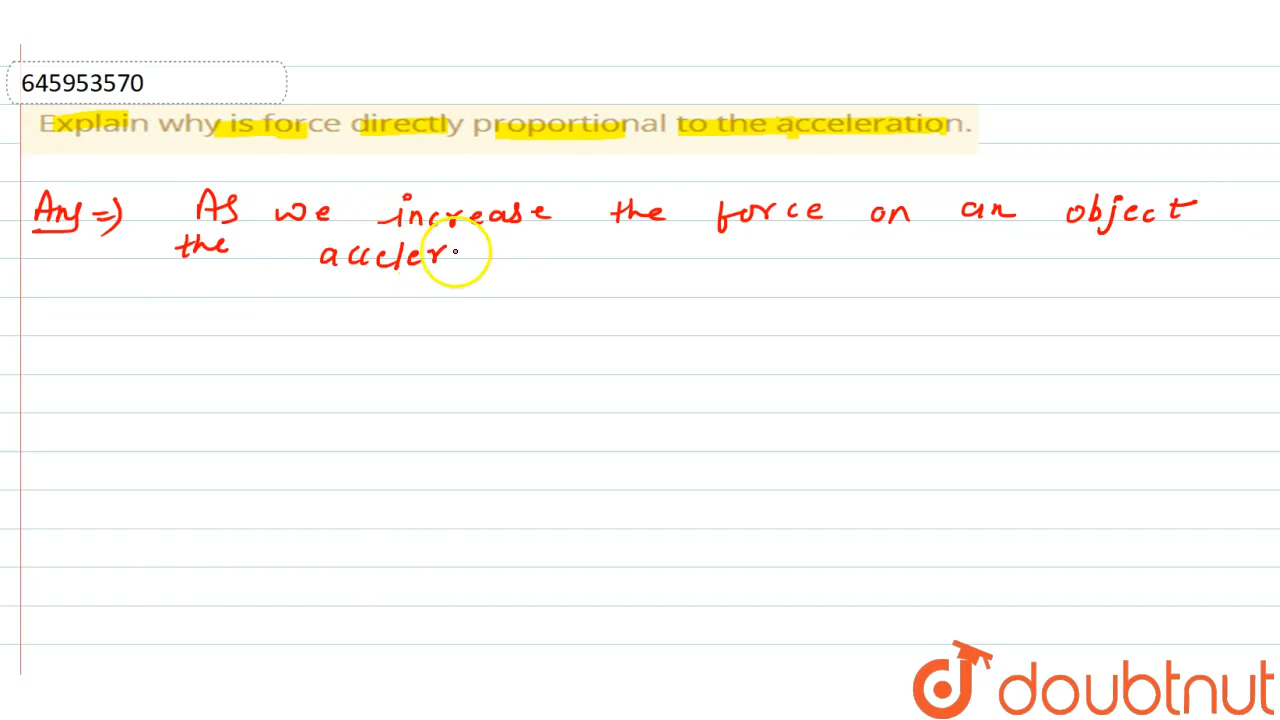 645953570
Explain why is force directly proportional to the acceleration.
Ans => As we increase the force on an object
the acceler
doubtnut